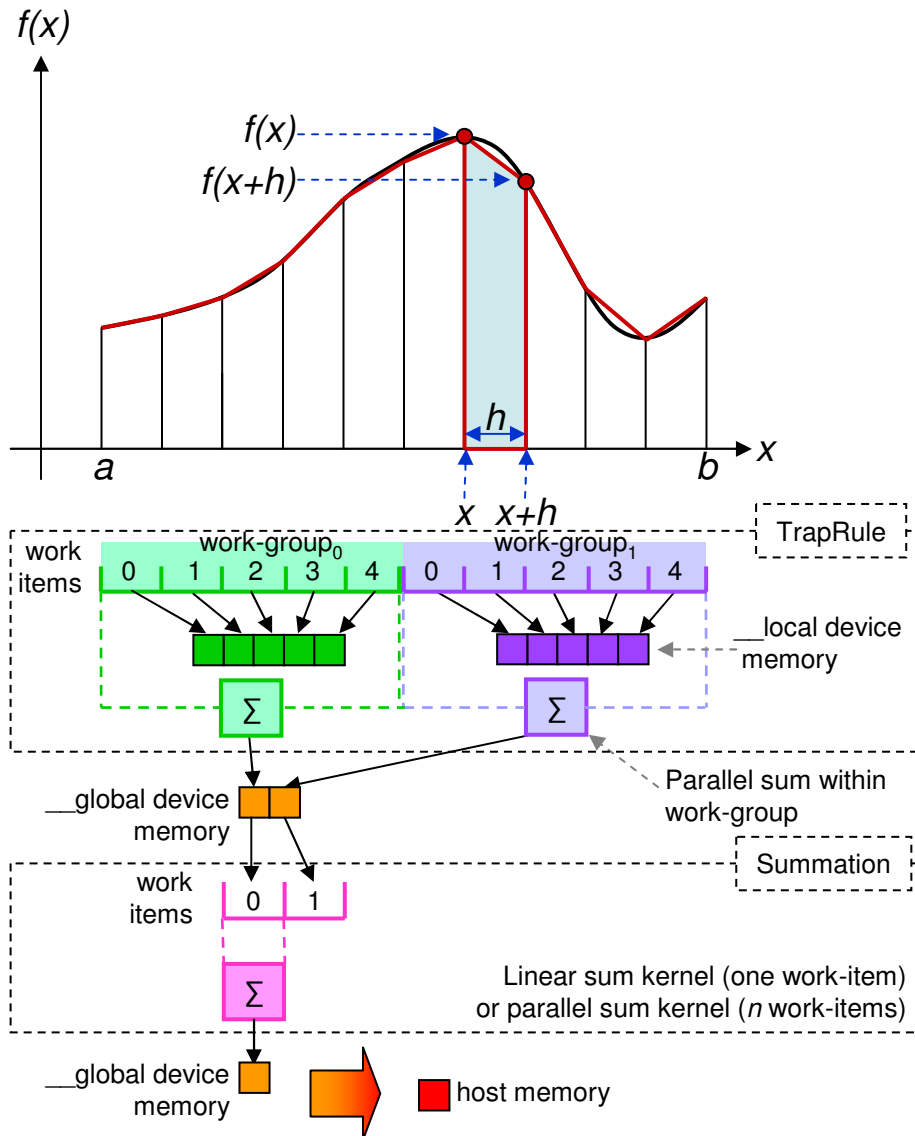 f(x)
f(x)
f(x+h)
h
x
a
b
x x+h
TrapRule
work items
work-group0 work-group1
0 1 2 3 4 0 1 2 3 4
__local device
memory
Σ Σ
Parallel sum within
work-group
__global device
memory
Summation
work
items
0 1
Σ
Linear sum kernel (one work-item)
or parallel sum kernel (n work-items)
__global device
memory
host memory